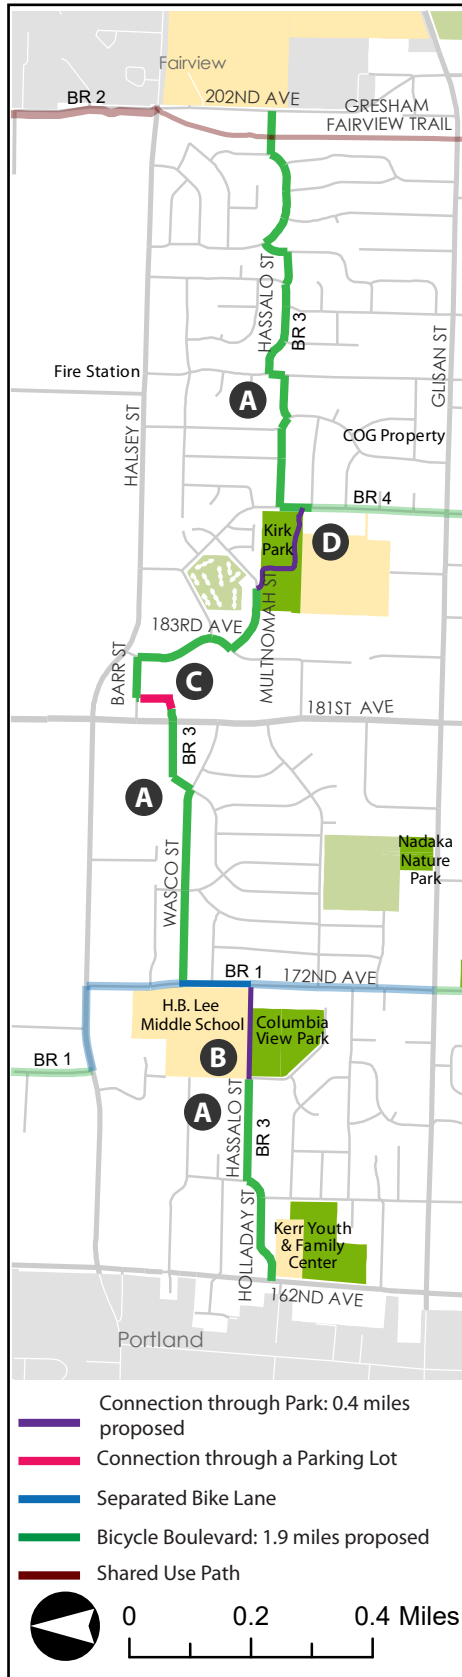 Fairview
BR 2
202ND AVE
GRESHAM
FAIRVIEW TRAIL
HASSALO ST
BR 3
GLISAN ST
Fire Station
A
HALSEY ST
COG Property
BR 4
Kirk
Park
D
MULTNOMAH ST
183RD AVE
BARR ST
C
181ST AVE
BR 3
A
WASCO ST
Nadaka
Nature
Park
BR 1
172ND AVE
H.B. Lee
Middle School
Columbia
View Park
B
BR 1
A
HASSALO ST
BR 3
HOLLADAY ST
Kerr Youth
& Family
Center
162ND AVE
Portland
Connection through Park: 0.4 miles
proposed
Connection through a Parking Lot
Separated Bike Lane
Bicycle Boulevard: 1.9 miles proposed
Shared Use Path
0 0.2 0.4 Miles